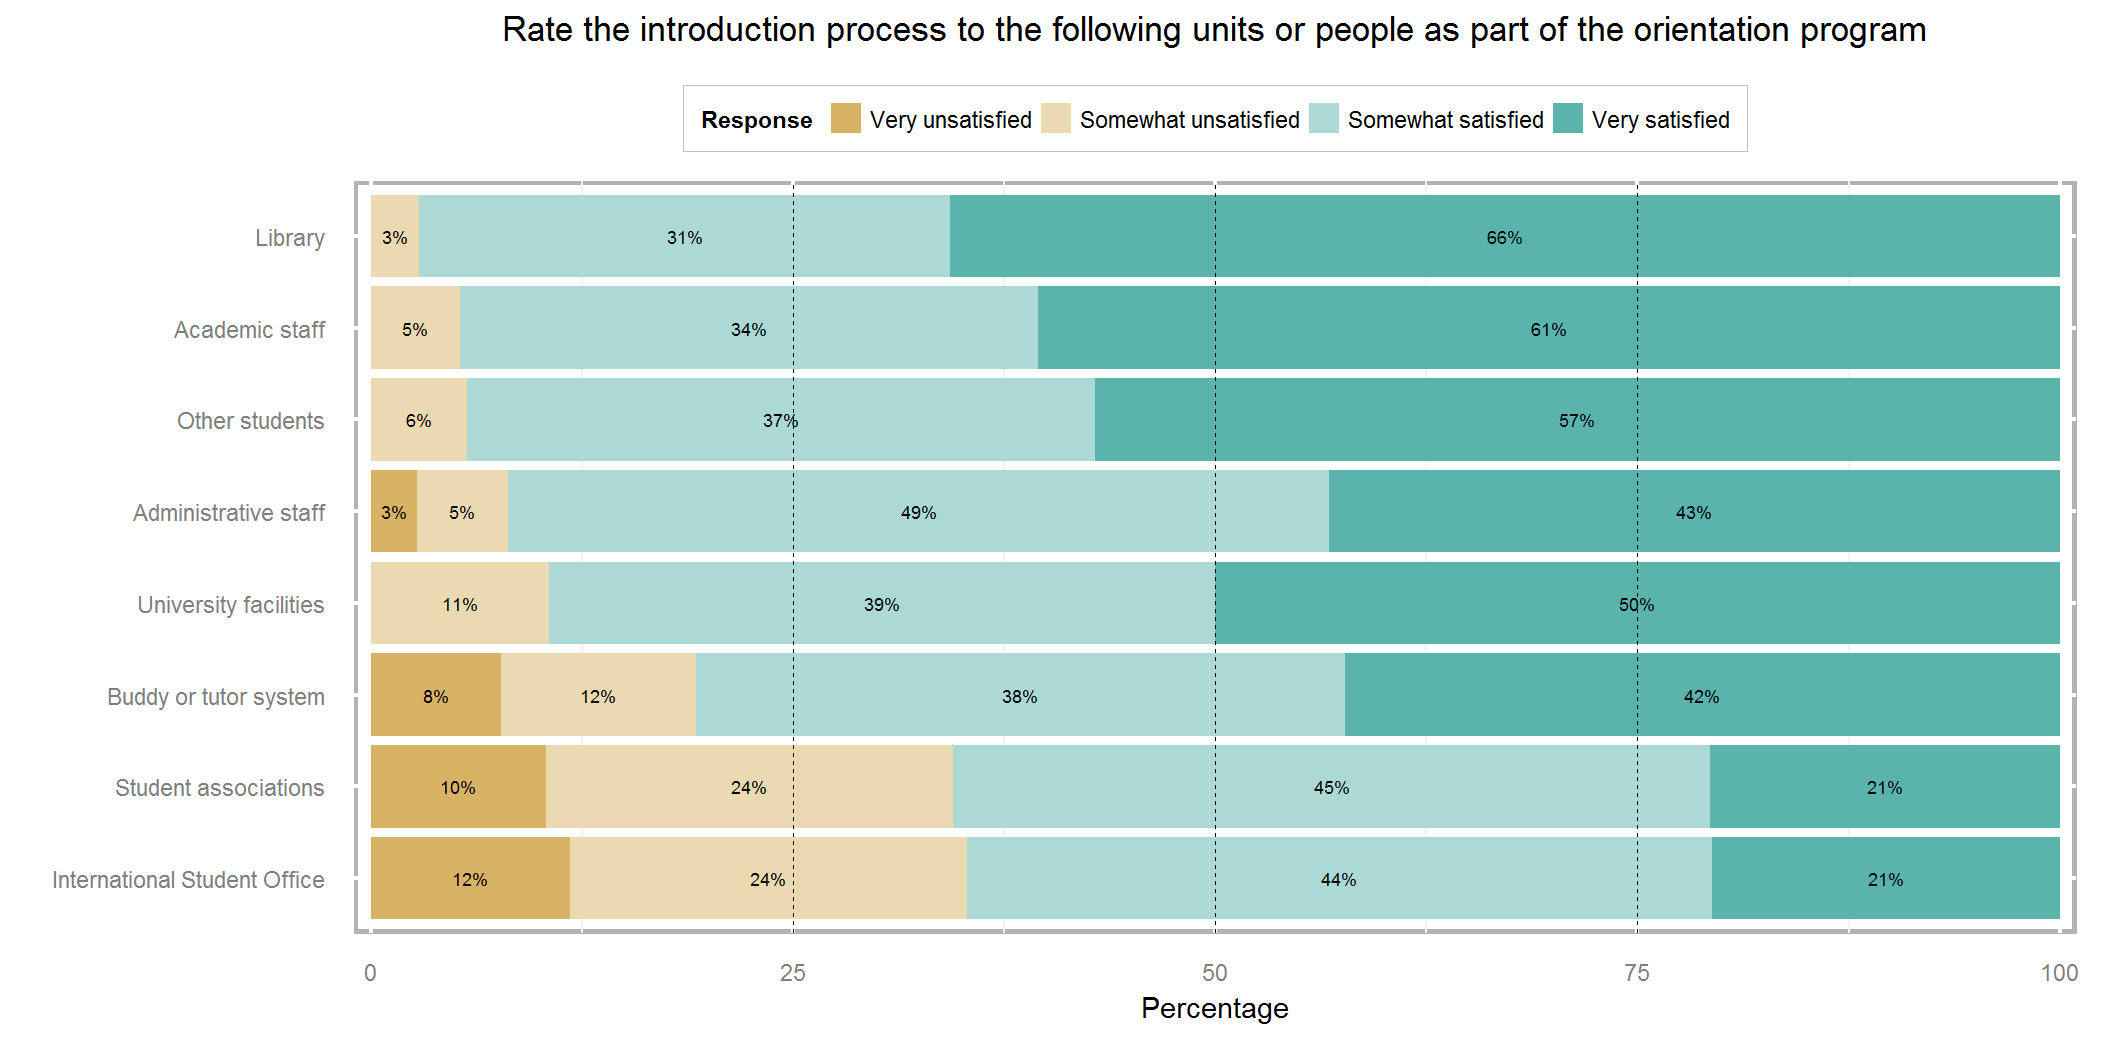 Rate the introduction process to the following units or people as part of the orientation program
Response Very unsatisfied Somewhat unsatisfied Somewhat satisfied Very satisfied
Library 3% 31% 66%
Academic staff 5% 34% 61%
Other students 6% 37% 57%
Administrative staff 3% 5% 49% 43%
University facilities 11% 39% 50%
Buddy or tutor system 8% 12% 38% 42%
Student associations 10% 24% 45% 21%
International Student Office 12% 24% 44% 21%
0 25 50 75 100
Percentage